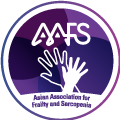 AAFS
Asian Association for
Frailty and Sarcopenia